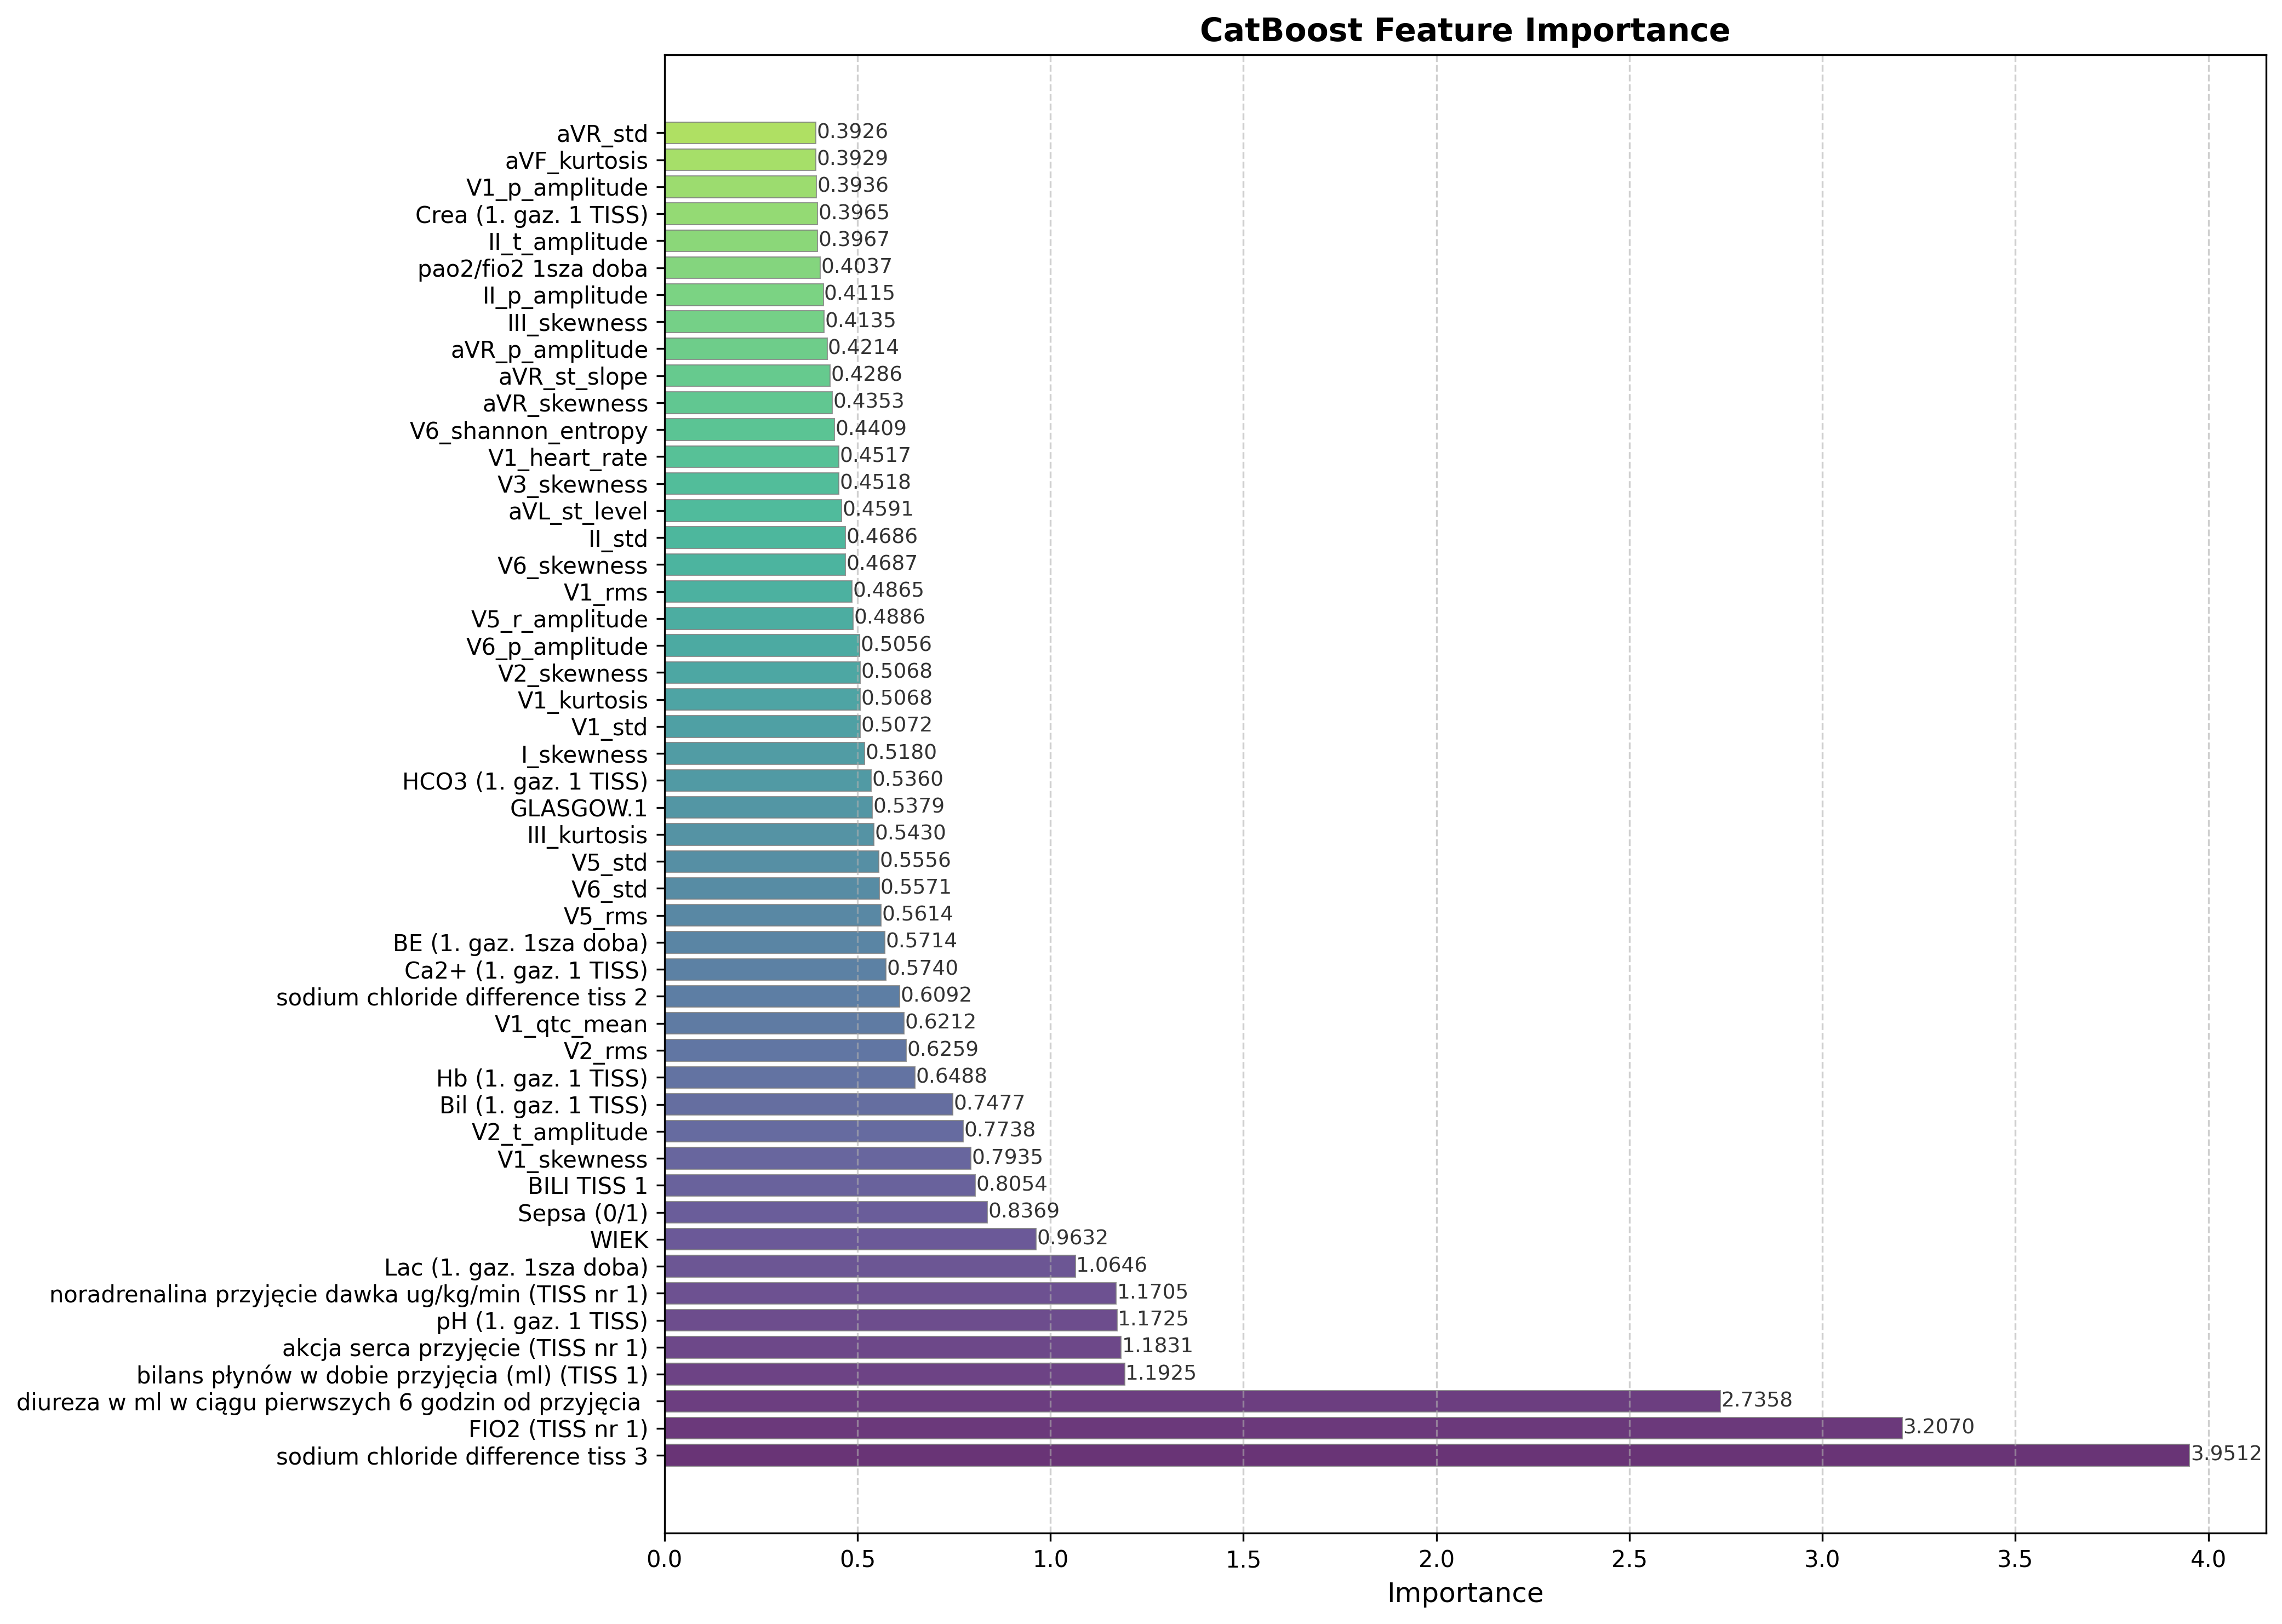 CatBoost Feature Importance
aVR_std 0.3926
aVF_kurtosis 0.3929
V1_p_amplitude 0.3936
Crea (1. gaz. 1 TISS) 0.3965
II_t_amplitude 0.3967
pao2/fio2 1sza doba 0.4037
II_p_amplitude 0.4115
III_skewness 0.4135
aVR_p_amplitude 0.4214
aVR_st_slope 0.4286
aVR_skewness 0.4353
V6_shannon_entropy 0.4409
V1_heart_rate 0.4517
V3_skewness 0.4518
aVL_st_level 0.4591
II_std 0.4686
V6_skewness 0.4687
V1_rms 0.4865
V5_r_amplitude 0.4886
V6_p_amplitude 0.5056
V2_skewness 0.5068
V1_kurtosis 0.5068
V1_std 0.5072
I_skewness 0.5180
HCO3 (1. gaz. 1 TISS) 0.5360
GLASGOW.1 0.5379
III_kurtosis 0.5430
V5_std 0.5556
V6_std 0.5571
V5_rms 0.5614
BE (1. gaz. 1sza doba) 0.5714
Ca2+ (1. gaz. 1 TISS) 0.5740
sodium chloride difference tiss 2 0.6092
V1_qtc_mean 0.6212
V2_rms 0.6259
Hb (1. gaz. 1 TISS) 0.6488
Bil (1. gaz. 1 TISS) 0.7477
V2_t_amplitude 0.7738
V1_skewness 0.7935
BILI TISS 1 0.8054
Sepsa (0/1) 0.8369
WIEK 0.9632
Lac (1. gaz. 1sza doba) 1.0646
noradrenalina przyjęcie dawka ug/kg/min (TISS nr 1) 1.1705
pH (1. gaz. 1 TISS) 1.1725
akcja serca przyjęcie (TISS nr 1) 1.1831
bilans płynów w dobie przyjęcia (ml) (TISS 1) 1.1925
diureza w ml w ciągu pierwszych 6 godzin od przyjęcia 2.7358
FIO2 (TISS nr 1) 3.2070
sodium chloride difference tiss 3 3.9512
0.0 0.5 1.0 1.5 2.0 2.5 3.0 3.5 4.0
Importance